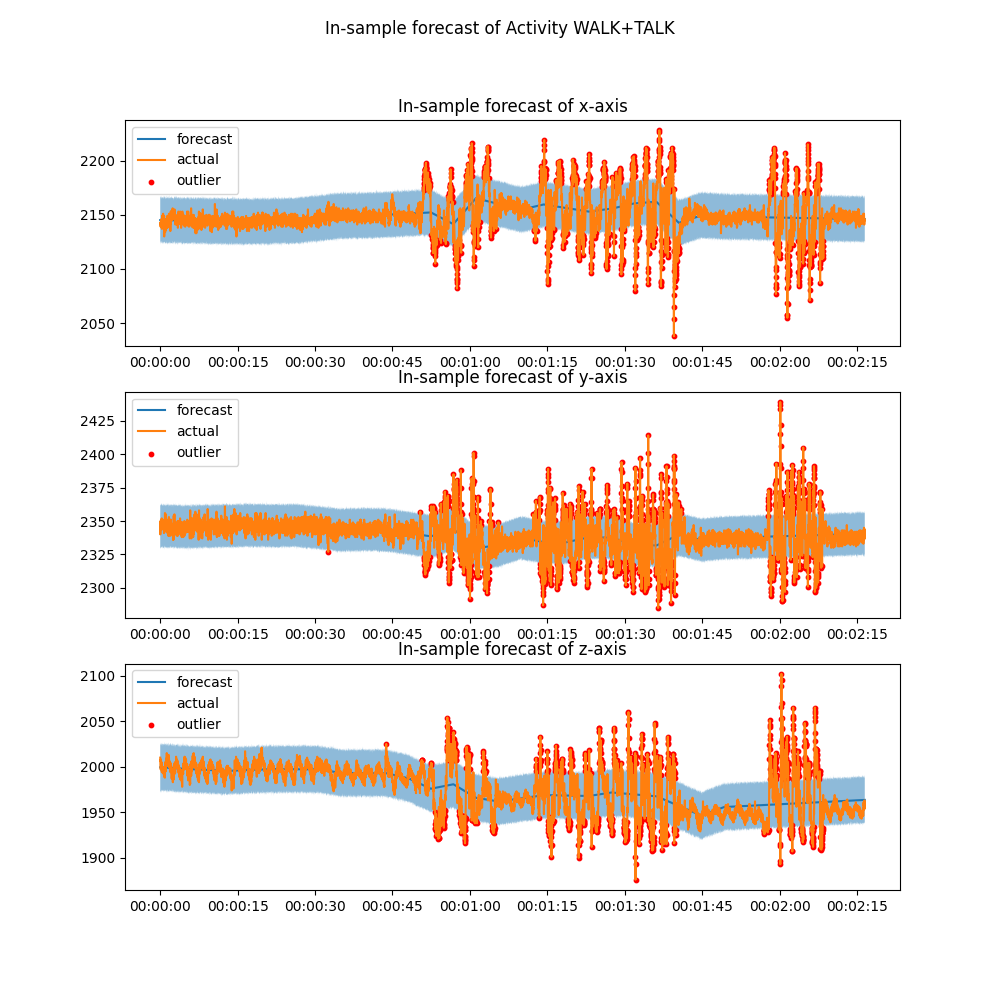 In-sample forecast of Activity WALK+TALK
In-sample forecast of x-axis
forecast
actual
outlier
2200
2150
2100
2050
00:00:00 00:00:15 00:00:30 00:00:45 00:01:00 00:01:15 00:01:30 00:01:45 00:02:00 00:02:15
In-sample forecast of y-axis
forecast
actual
outlier
2425
2400
2375
2350
2325
2300
00:00:00 00:00:15 00:00:30 00:00:45 00:01:00 00:01:15 00:01:30 00:01:45 00:02:00 00:02:15
In-sample forecast of z-axis
forecast
actual
outlier
2100
2050
2000
1950
1900
00:00:00 00:00:15 00:00:30 00:00:45 00:01:00 00:01:15 00:01:30 00:01:45 00:02:00 00:02:15